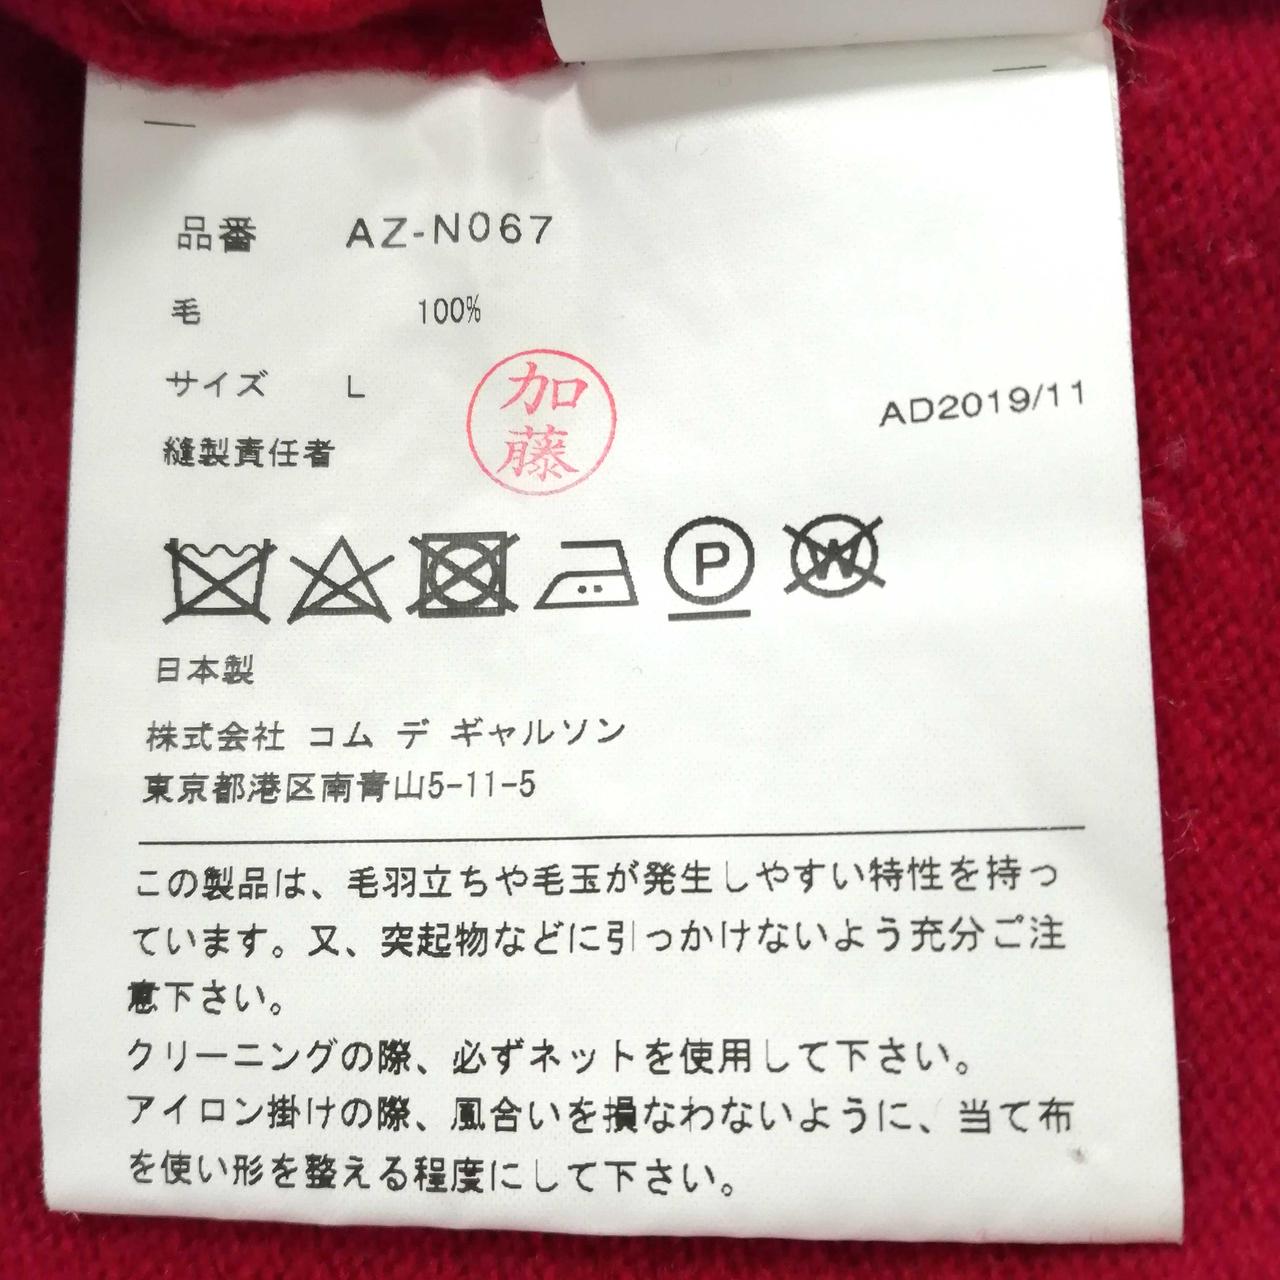 品番 AZ-N067
毛 100%
サイズ L
縫製責任者 加藤
AD2019/11
P W
日本製
株式会社 コム デ ギャルソン
東京都港区南青山5-11-5
この製品は、毛羽立ちや毛玉が発生しやすい特性を持っ
ています。又、突起物などに引っかけないよう充分ご注
意下さい。
クリーニングの際、必ずネットを使用して下さい。
アイロン掛けの際、風合いを損なわないように、当て布
を使い形を整える程度にして下さい。